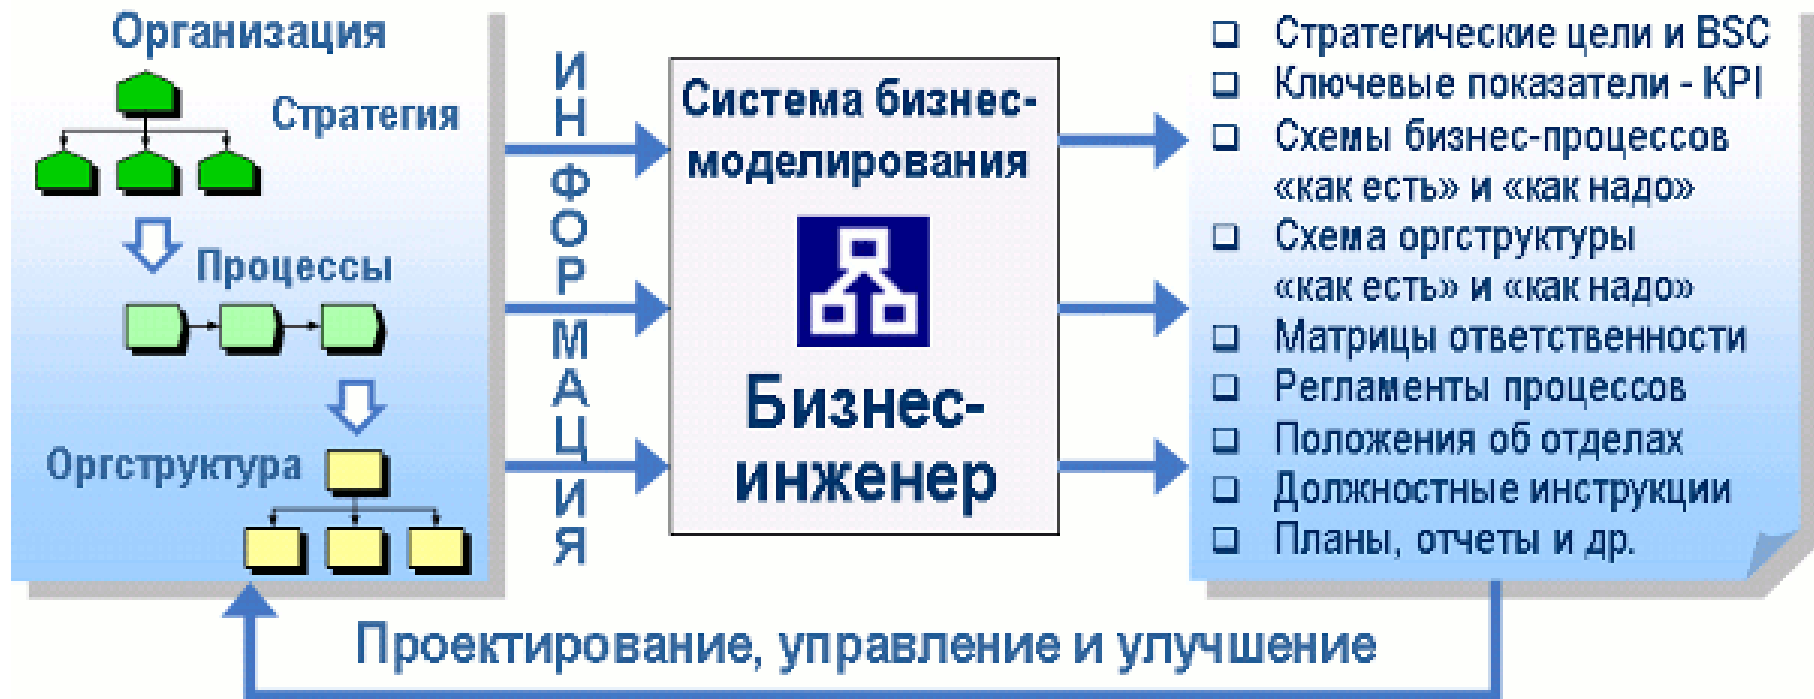 Организация
Стратегия
Процессы
Оргструктура
ИНФОРМАЦИЯ
Система бизнес-
моделирования
Бизнес-
инженер
❑ Стратегические цели и BSC
❑ Ключевые показатели - KPI
❑ Схемы бизнес-процессов
«как есть» и «как надо»
❑ Схема оргструктуры
«как есть» и «как надо»
❑ Матрицы ответственности
❑ Регламенты процессов
❑ Положения об отделах
❑ Должностные инструкции
❑ Планы, отчеты и др.
Проектирование, управление и улучшение